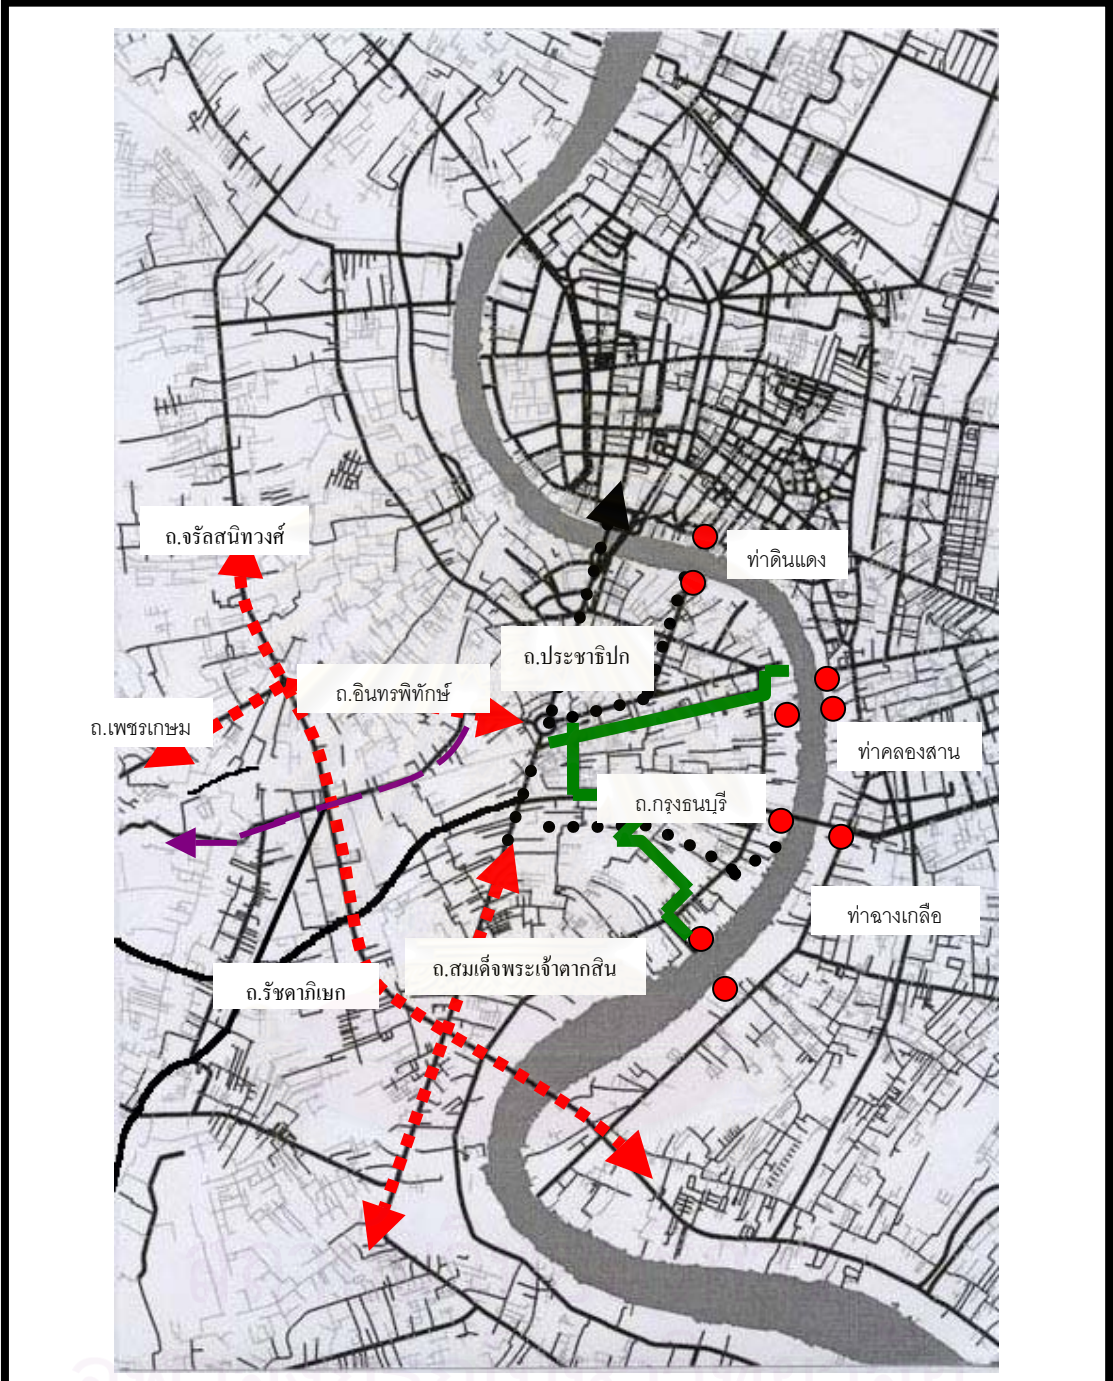 ถ.จรัลสนิทวงศ์
ท่าดินแดง
ถ.ประชาธิปก
ถ.อินทรพิทักษ์
ถ.เพชรเกษม
ท่าคลองสาน
ถ.กรุงธนบุรี
ท่าฉางเกลือ
ถ.สมเด็จพระเจ้าตากสิน
ถ.รัชดาภิเษก